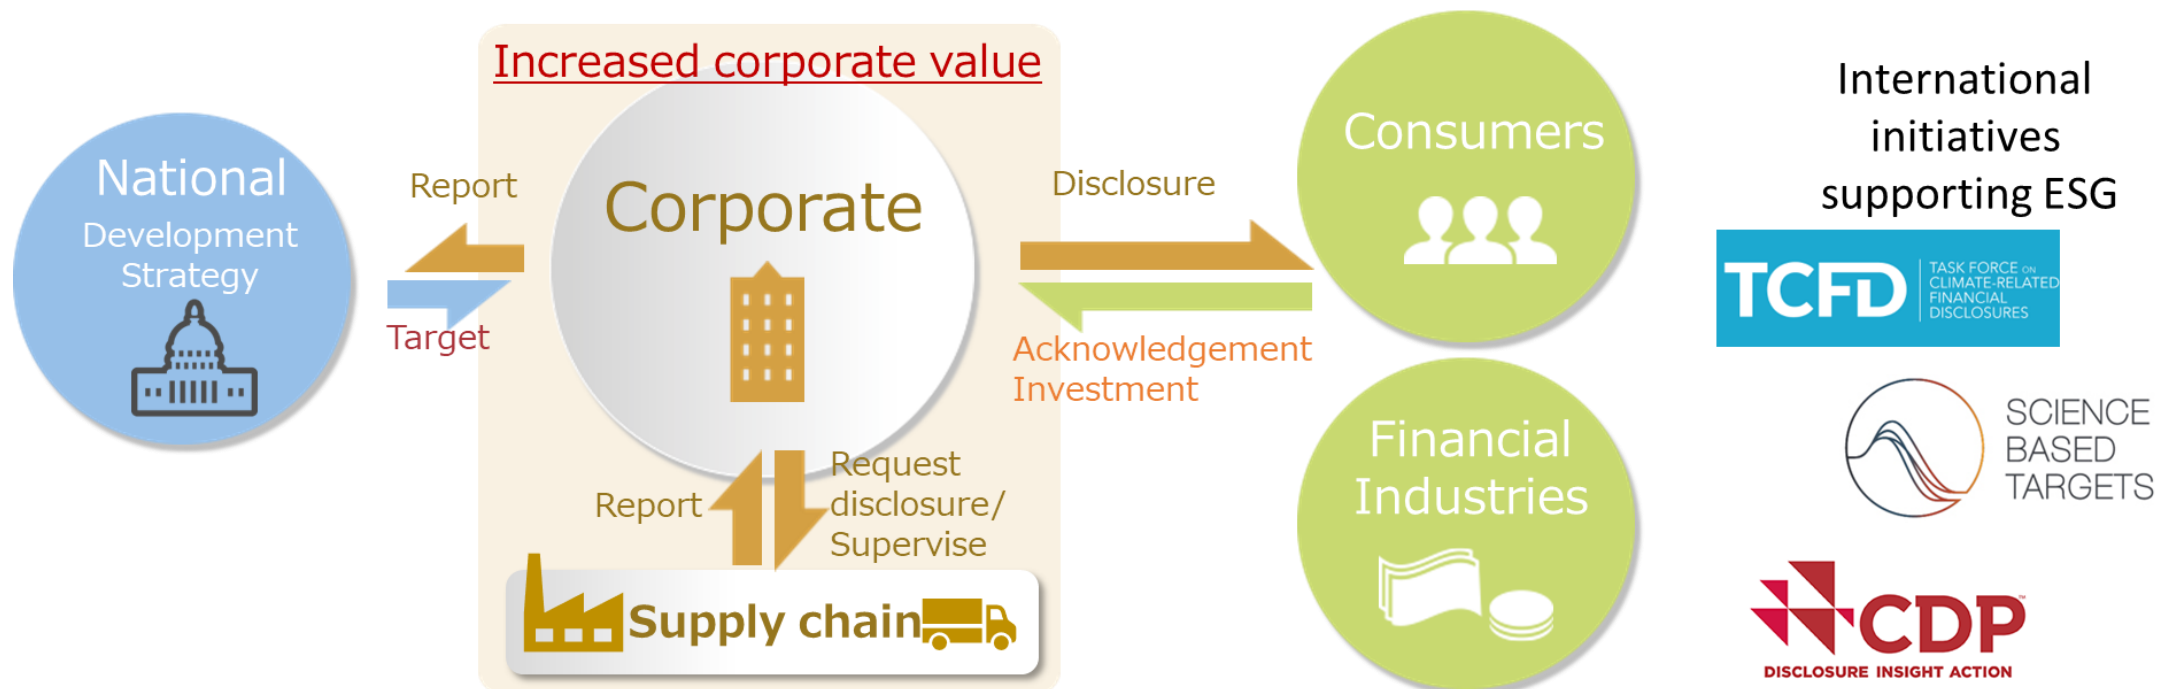 Increased corporate value
National
Development
Strategy
Report
Target
Corporate
Report
Request
disclosure/
Supervise
Supply chain
Disclosure
Acknowledgement
Investment
Consumers
Financial
Industries
International
initiatives
supporting ESG
TCFD
TASK FORCE ON
CLIMATE-RELATED
FINANCIAL
DISCLOSURES
SCIENCE
BASED
TARGETS
CDP
DISCLOSURE INSIGHT ACTION